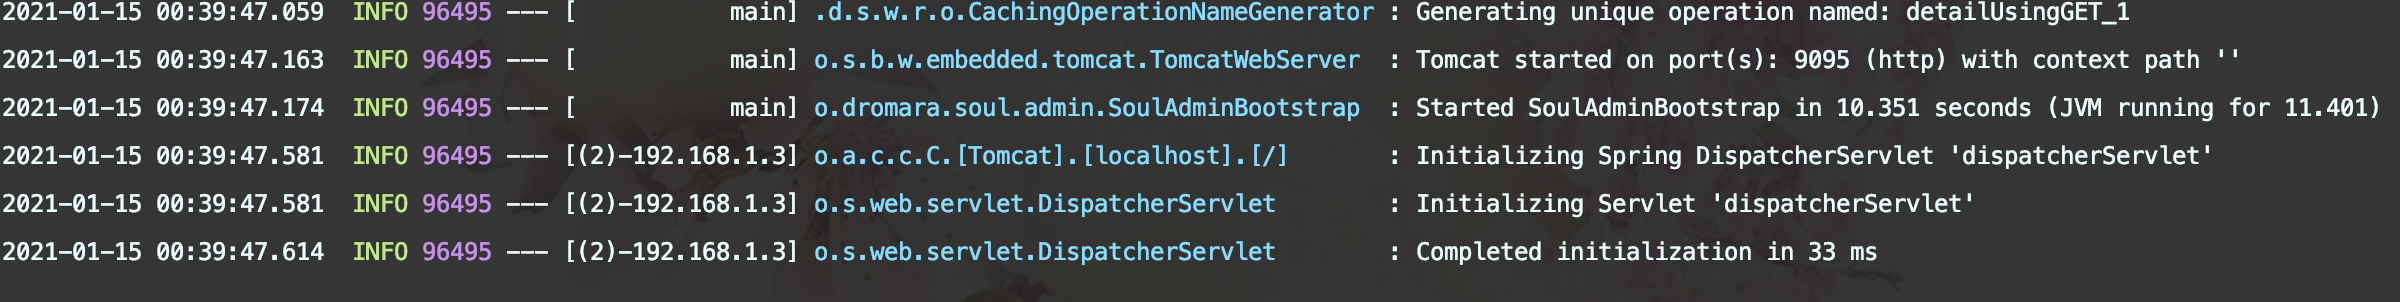 2021-01-15 00:39:47.059  INFO 96495 --- [           main] .d.s.w.r.o.CachingOperationNameGenerator : Generating unique operation named: detailUsingGET_1
2021-01-15 00:39:47.163  INFO 96495 --- [           main] o.s.b.w.embedded.tomcat.TomcatWebServer  : Tomcat started on port(s): 9095 (http) with context path ''
2021-01-15 00:39:47.174  INFO 96495 --- [           main] o.dromara.soul.admin.SoulAdminBootstrap  : Started SoulAdminBootstrap in 10.351 seconds (JVM running for 11.401)
2021-01-15 00:39:47.581  INFO 96495 --- [(2)-192.168.1.3] o.a.c.c.C.[Tomcat].[localhost].[/]       : Initializing Spring DispatcherServlet 'dispatcherServlet'
2021-01-15 00:39:47.581  INFO 96495 --- [(2)-192.168.1.3] o.s.web.servlet.DispatcherServlet        : Initializing Servlet 'dispatcherServlet'
2021-01-15 00:39:47.614  INFO 96495 --- [(2)-192.168.1.3] o.s.web.servlet.DispatcherServlet        : Completed initialization in 33 ms